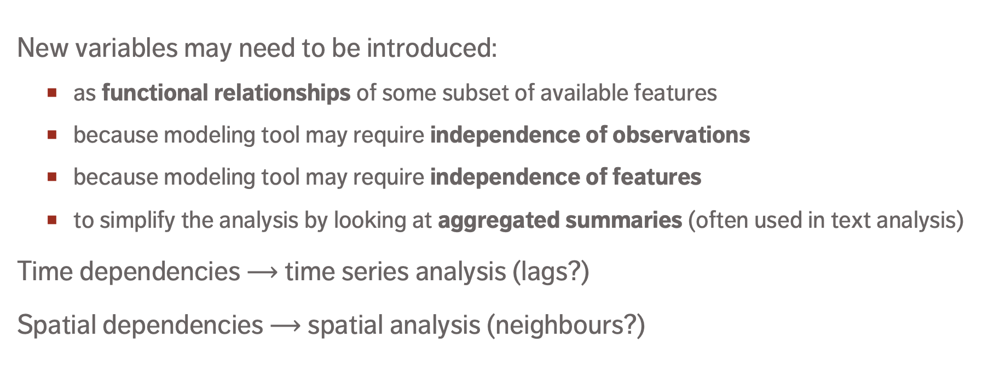 New variables may need to be introduced:
▪ as functional relationships of some subset of available features
▪ because modeling tool may require independence of observations
▪ because modeling tool may require independence of features
▪ to simplify the analysis by looking at aggregated summaries (often used in text analysis)
Time dependencies ⟶ time series analysis (lags?)
Spatial dependencies ⟶ spatial analysis (neighbours?)